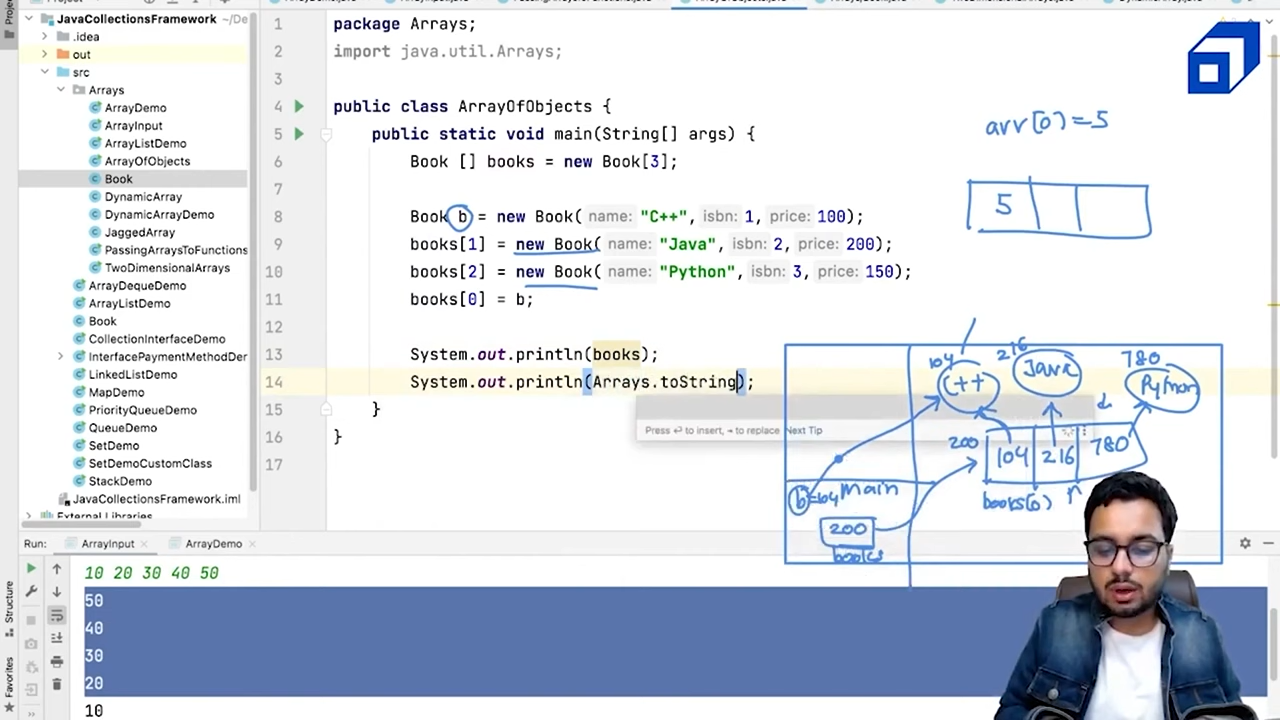 JavaCollectionsFramework ~/De
.idea
out
src
Arrays
ArrayDemo
ArrayInput
ArrayListDemo
ArrayOfObjects
Book
DynamicArray
DynamicArrayDemo
JaggedArray
PassingArraysToFunctions
TwoDimensionalArrays
ArrayDequeDemo
ArrayListDemo
Book
CollectionInterfaceDemo
InterfacePaymentMethodDer
LinkedListDemo
MapDemo
PriorityQueueDemo
QueueDemo
SetDemo
SetDemoCustomClass
StackDemo
JavaCollectionsFramework.iml
External Libraries
1 package Arrays;
2 import java.util.Arrays;
3
4 public class ArrayOfObjects {
5 public static void main(String[] args) {
6 Book [] books = new Book[3];
7
8 Book b = new Book( name: "C++", isbn: 1, price: 100);
9 books[1] = new Book( name: "Java", isbn: 2, price: 200);
10 books[2] = new Book( name: "Python", isbn: 3, price: 150);
11 books[0] = b;
12
13 System.out.println(books);
14 System.out.println(Arrays.toString);
15 }
16 }
17
Press ↩ to insert, → to replace Next Tip
arr[0]=5
5
104 216 780
C++ Java Python
200 104 216 780
books[0]
b=104 Main
200
books
Run: ArrayInput ArrayDemo
10 20 30 40 50
50
40
30
20
10
Structure
Favorites